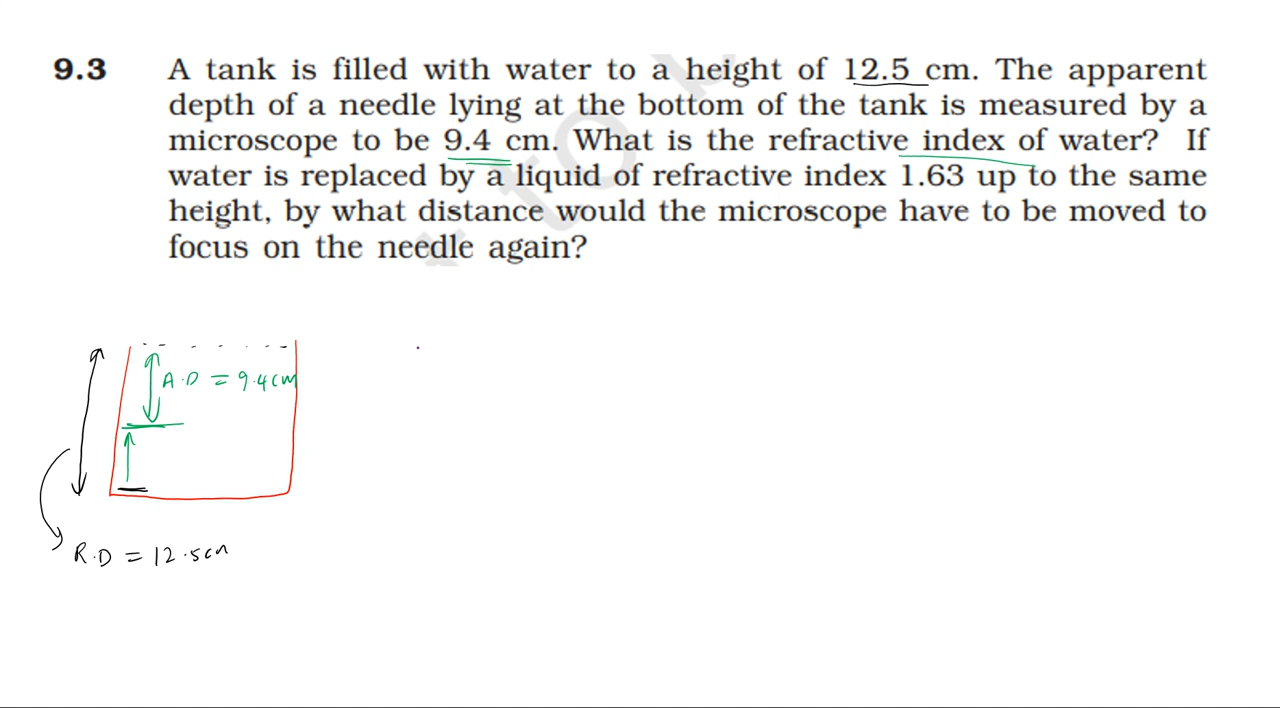 9.3 A tank is filled with water to a height of 12.5 cm. The apparent
depth of a needle lying at the bottom of the tank is measured by a
microscope to be 9.4 cm. What is the refractive index of water? If
water is replaced by a liquid of refractive index 1.63 up to the same
height, by what distance would the microscope have to be moved to
focus on the needle again?
A.D = 9.4cm
R.D = 12.5cm